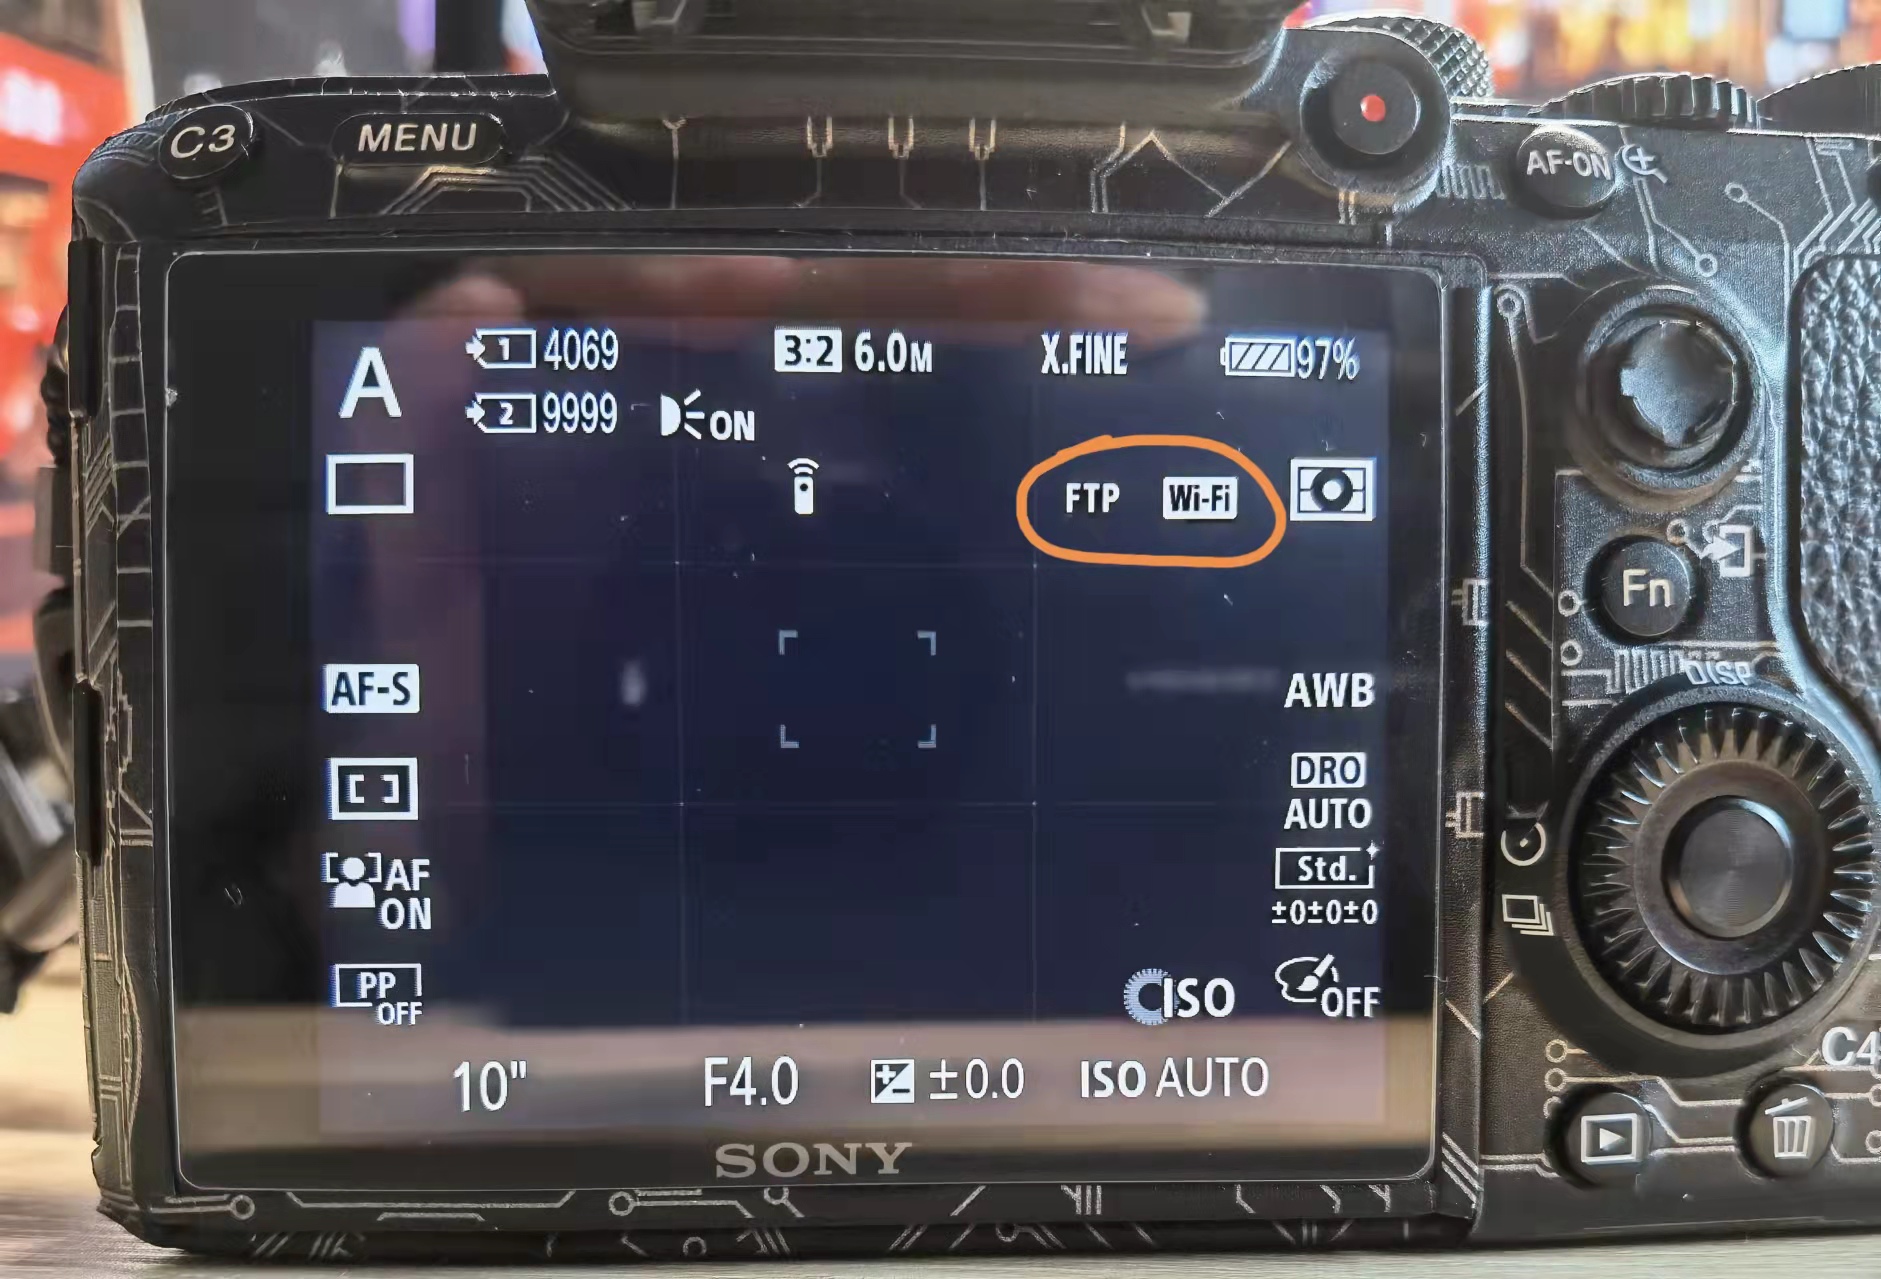 C3
MENU
AF-ON
A
1 4069
3:2 6.0M
X.FINE
97%
2 9999
ON
FTP Wi-Fi
Fn
DISP
AF-S
AWB
DRO
AUTO
AF
ON
Std.
±0±0±0
PP
OFF
ISO
OFF
10" F4.0 ±0.0 ISO AUTO
C4
SONY